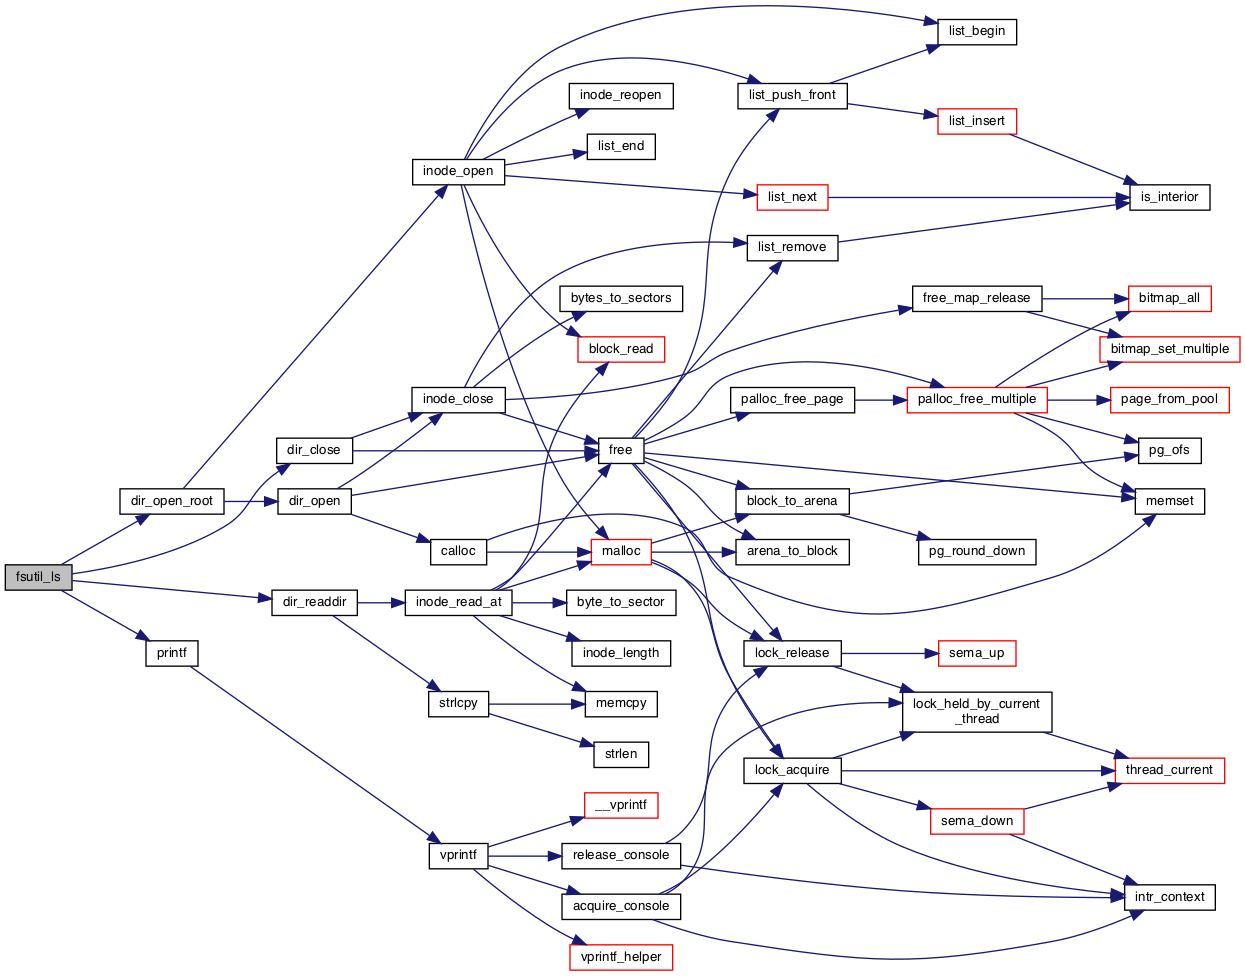 fsutil_ls
dir_open_root
dir_close
dir_open
dir_readdir
printf
inode_open
inode_close
calloc
inode_read_at
strlcpy
vprintf
inode_reopen
list_end
bytes_to_sectors
block_read
free
malloc
byte_to_sector
inode_length
memcpy
strlen
__vprintf
release_console
acquire_console
vprintf_helper
list_push_front
list_next
list_remove
palloc_free_page
block_to_arena
arena_to_block
lock_release
lock_acquire
list_begin
list_insert
free_map_release
palloc_free_multiple
pg_round_down
sema_up
lock_held_by_current
_thread
sema_down
is_interior
bitmap_all
bitmap_set_multiple
page_from_pool
pg_ofs
memset
thread_current
intr_context